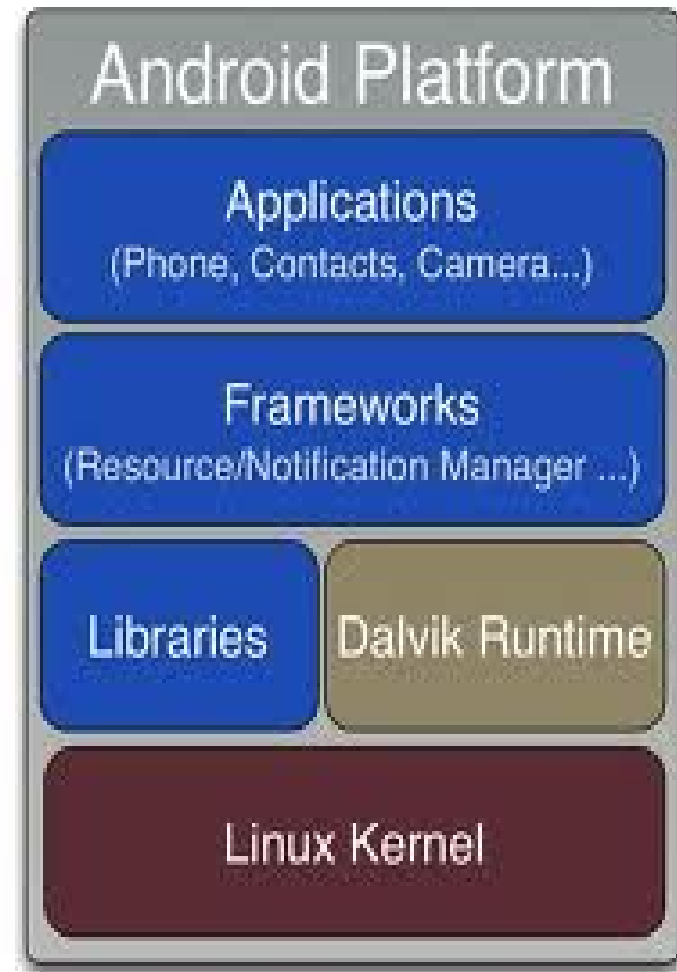 Android Platform
Applications
(Phone, Contacts, Camera...)
Frameworks
(Resource/Notification Manager ...)
Libraries
Dalvik Runtime
Linux Kernel